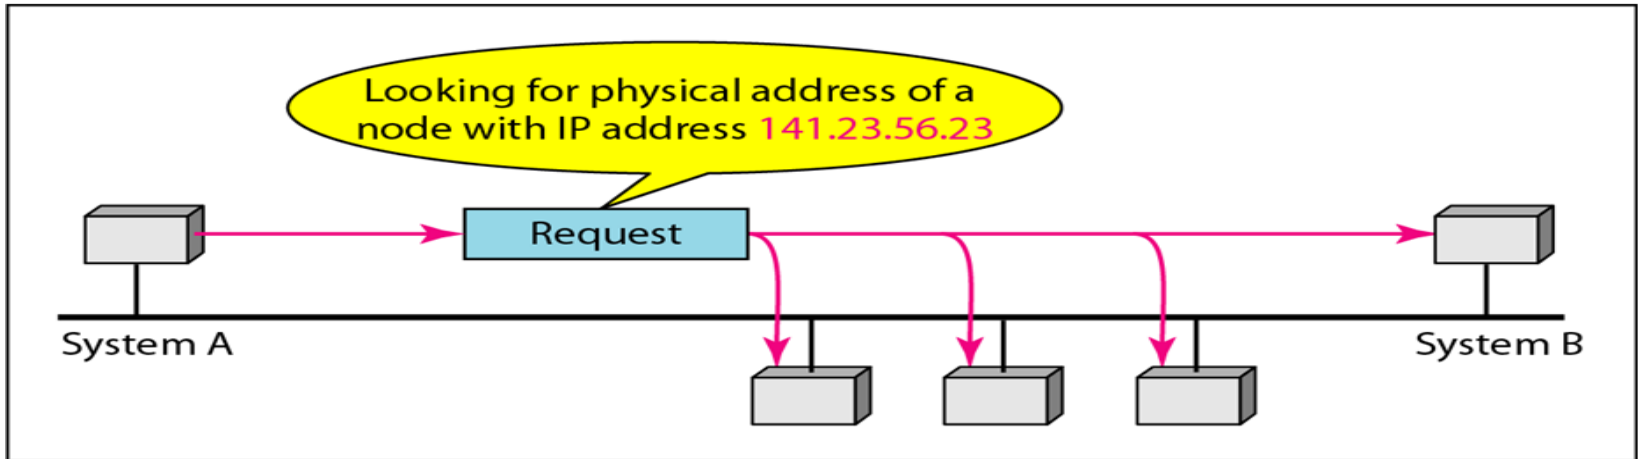 Looking for physical address of a
node with IP address 141.23.56.23
Request
System A
System B